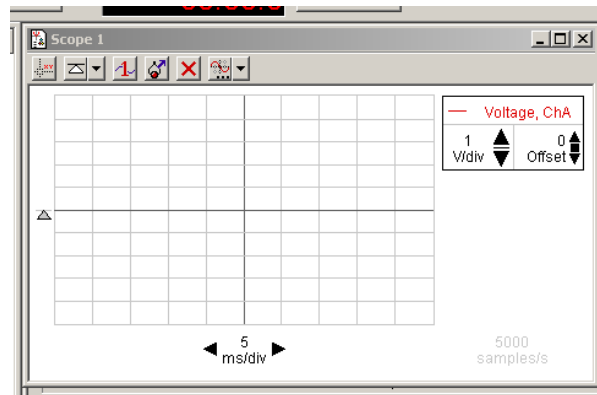 Scope 1
Voltage, ChA
1
V/div
0
Offset
5
ms/div
5000
samples/s